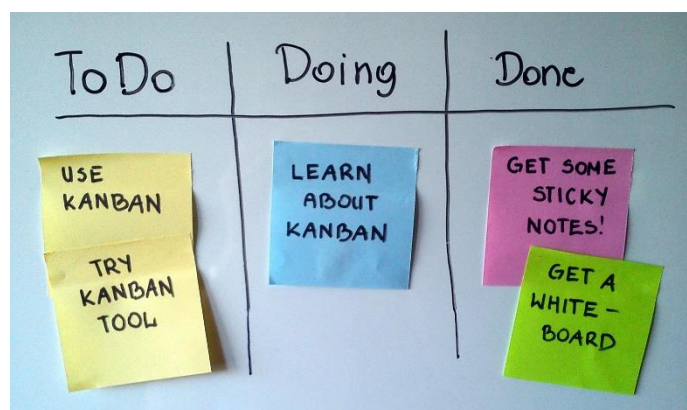 To Do
Doing
Done
USE
KANBAN
TRY
KANBAN
TOOL
LEARN
ABOUT
KANBAN
GET SOME
STICKY
NOTES!
GET A
WHITE-
BOARD